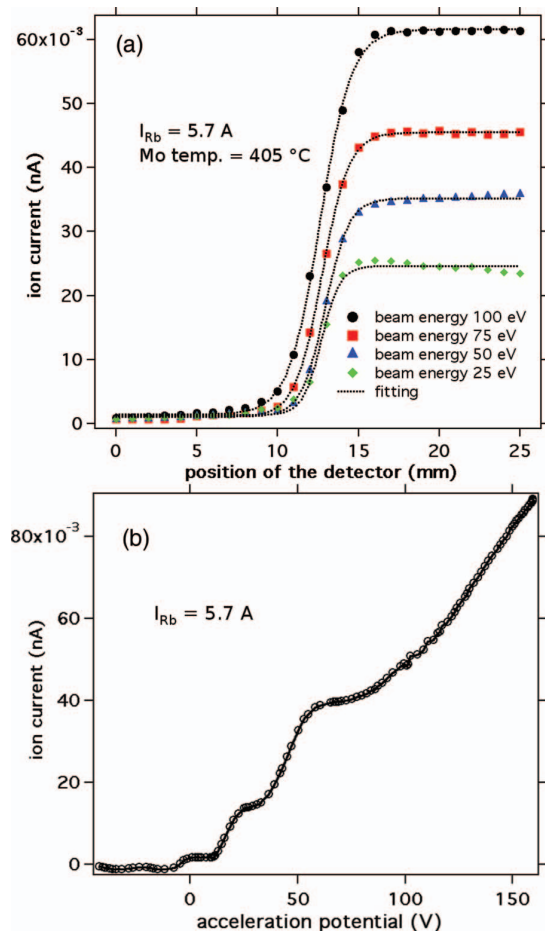 (a)
60x10⁻³
50
40
30
20
10
0
ion current (nA)
I_Rb = 5.7 A
Mo temp. = 405 °C
beam energy 100 eV
beam energy 75 eV
beam energy 50 eV
beam energy 25 eV
fitting
0 5 10 15 20 25
position of the detector (mm)
(b)
80x10⁻³
60
40
20
0
ion current (nA)
I_Rb = 5.7 A
0 50 100 150
acceleration potential (V)